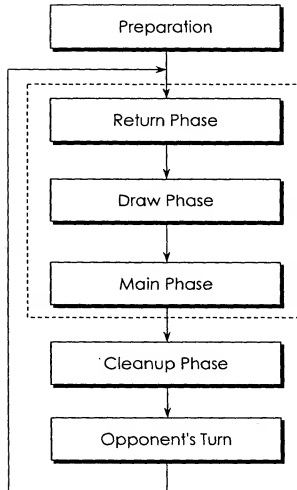 Preparation
Return Phase
Draw Phase
Main Phase
Cleanup Phase
Opponent's Turn